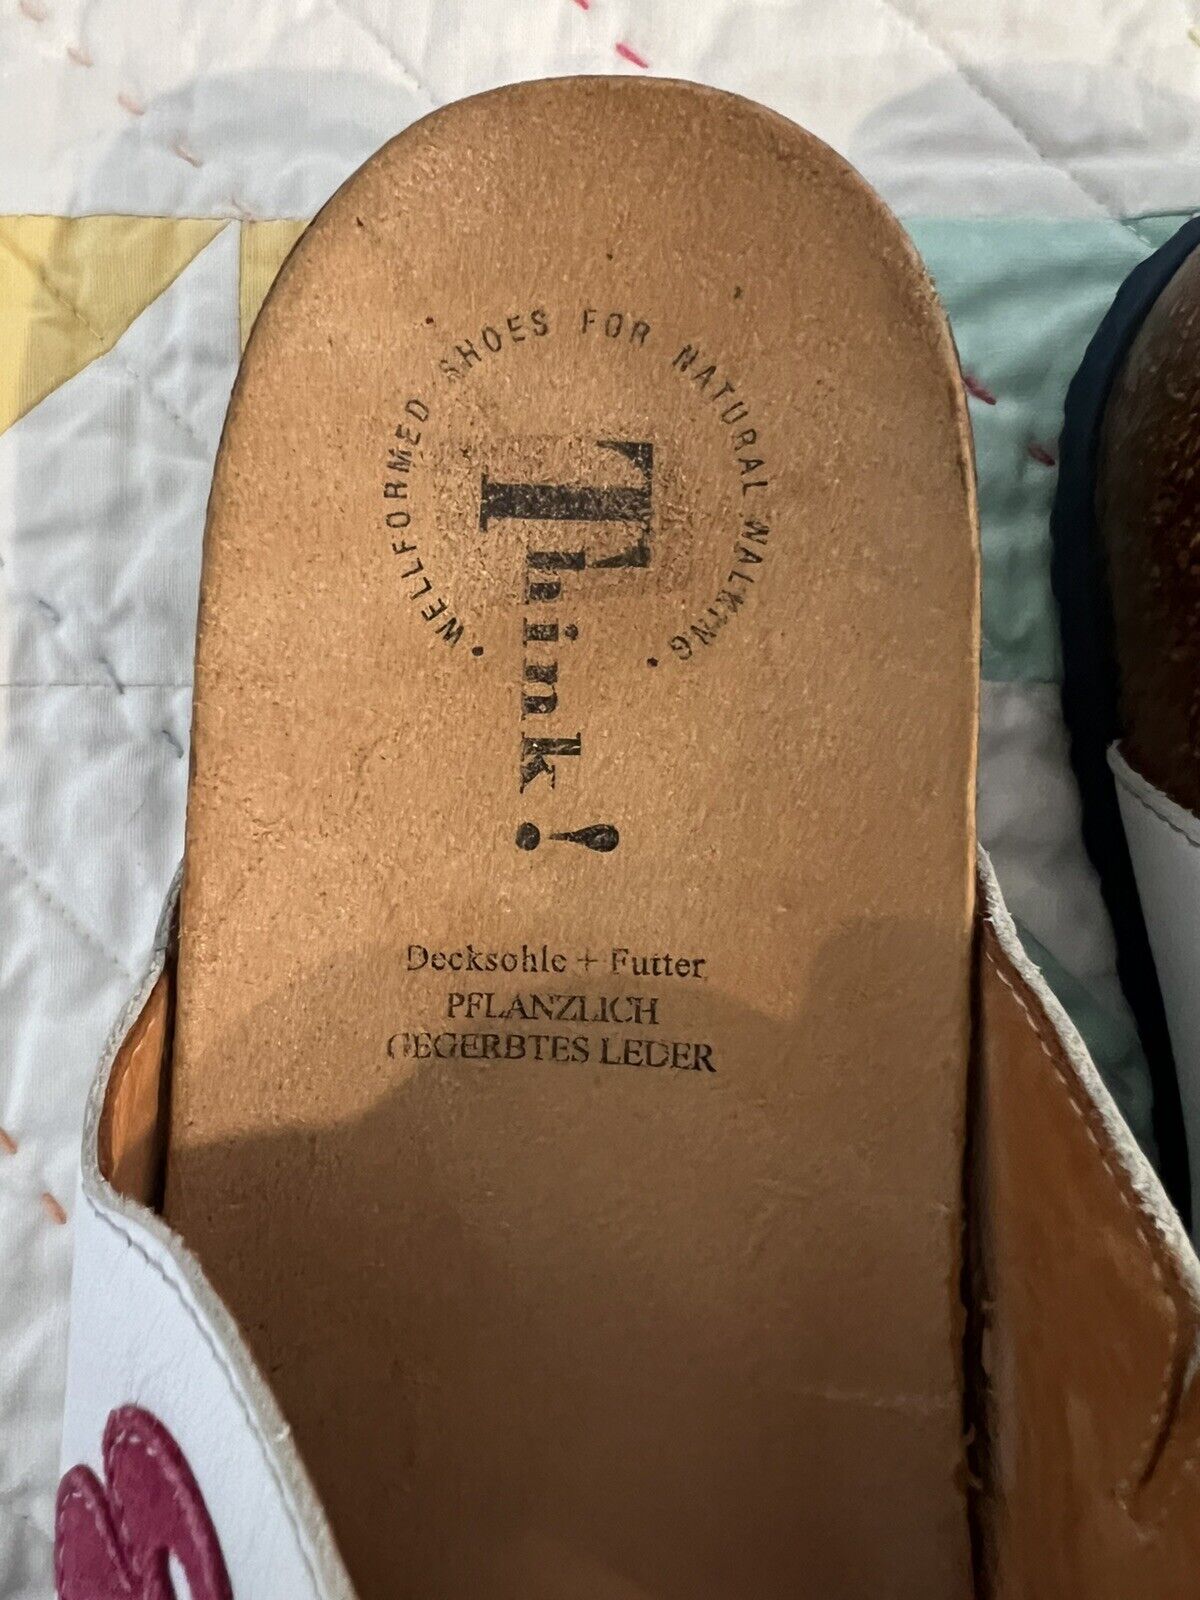 • WELLFORMED SHOES FOR NATURAL WALKING •
Think!
Decksohle + Futter
PFLANZLICH
GEGERBTES LEDER